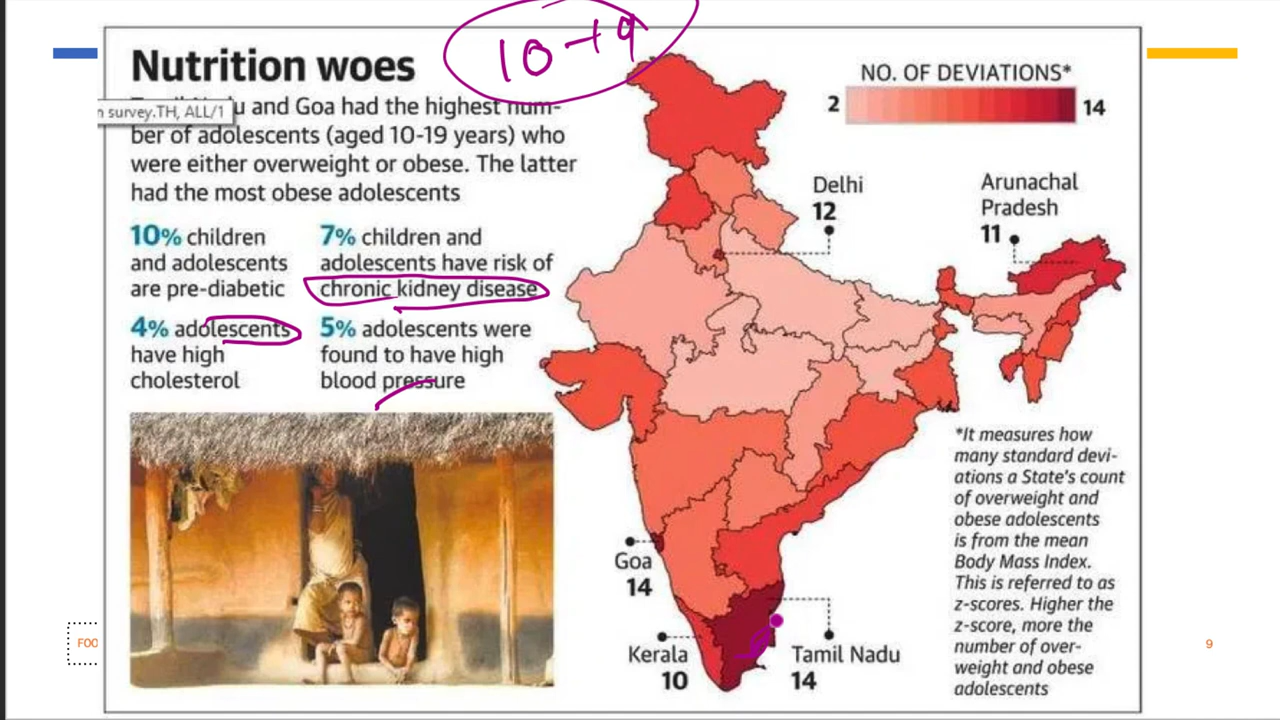 10-19
Nutrition woes
n survey.TH, ALL/1
u and Goa had the highest num-
ber of adolescents (aged 10-19 years) who
were either overweight or obese. The latter
had the most obese adolescents
10% children
and adolescents
are pre-diabetic
7% children and
adolescents have risk of
chronic kidney disease
4% adolescents
have high
cholesterol
5% adolescents were
found to have high
blood pressure
NO. OF DEVIATIONS*
2
14
Delhi
12
Arunachal
Pradesh
11
Goa
14
Kerala
10
Tamil Nadu
14
*It measures how
many standard devi-
ations a State's count
of overweight and
obese adolescents
is from the mean
Body Mass Index.
This is referred to as
z-scores. Higher the
z-score, more the
number of over-
weight and obese
adolescents
FOO
9